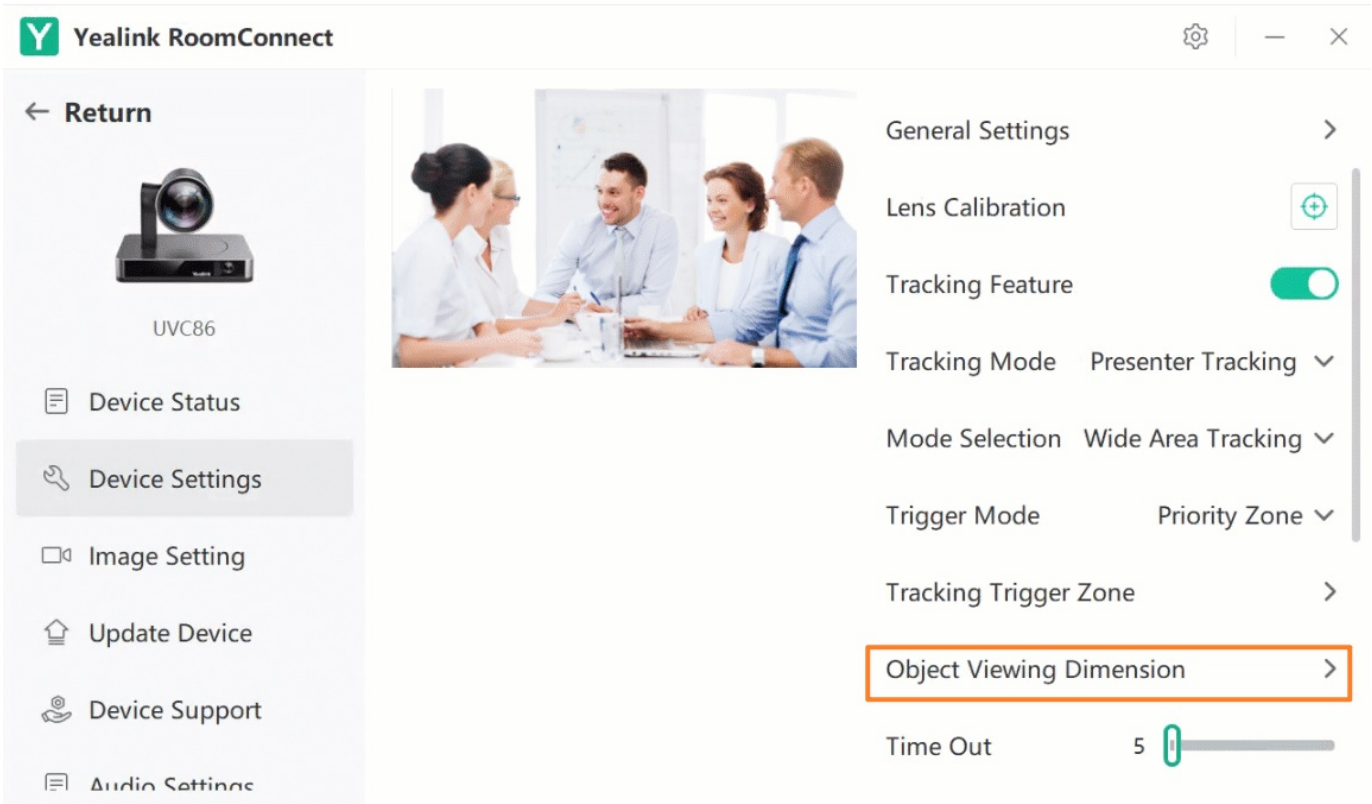 Yealink RoomConnect
Return
UVC86
Device Status
Device Settings
Image Setting
Update Device
Device Support
Audio Settings
General Settings
Lens Calibration
Tracking Feature
Tracking Mode Presenter Tracking
Mode Selection Wide Area Tracking
Trigger Mode Priority Zone
Tracking Trigger Zone
Object Viewing Dimension
Time Out 5